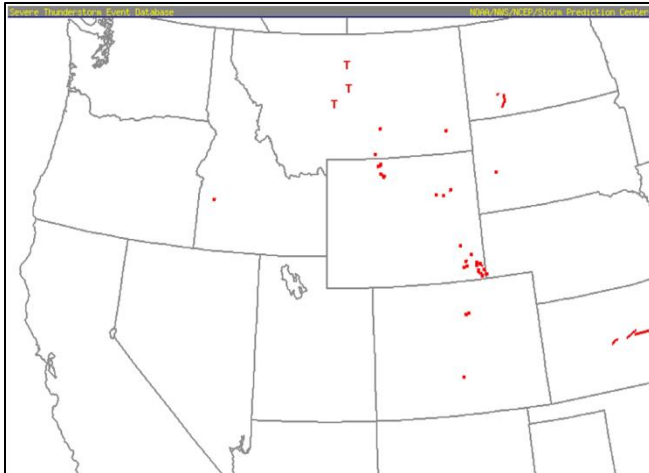 Severe Thunderstorm Event Database
NOAA/NWS/NCEP/Storm Prediction Center
T
T
T